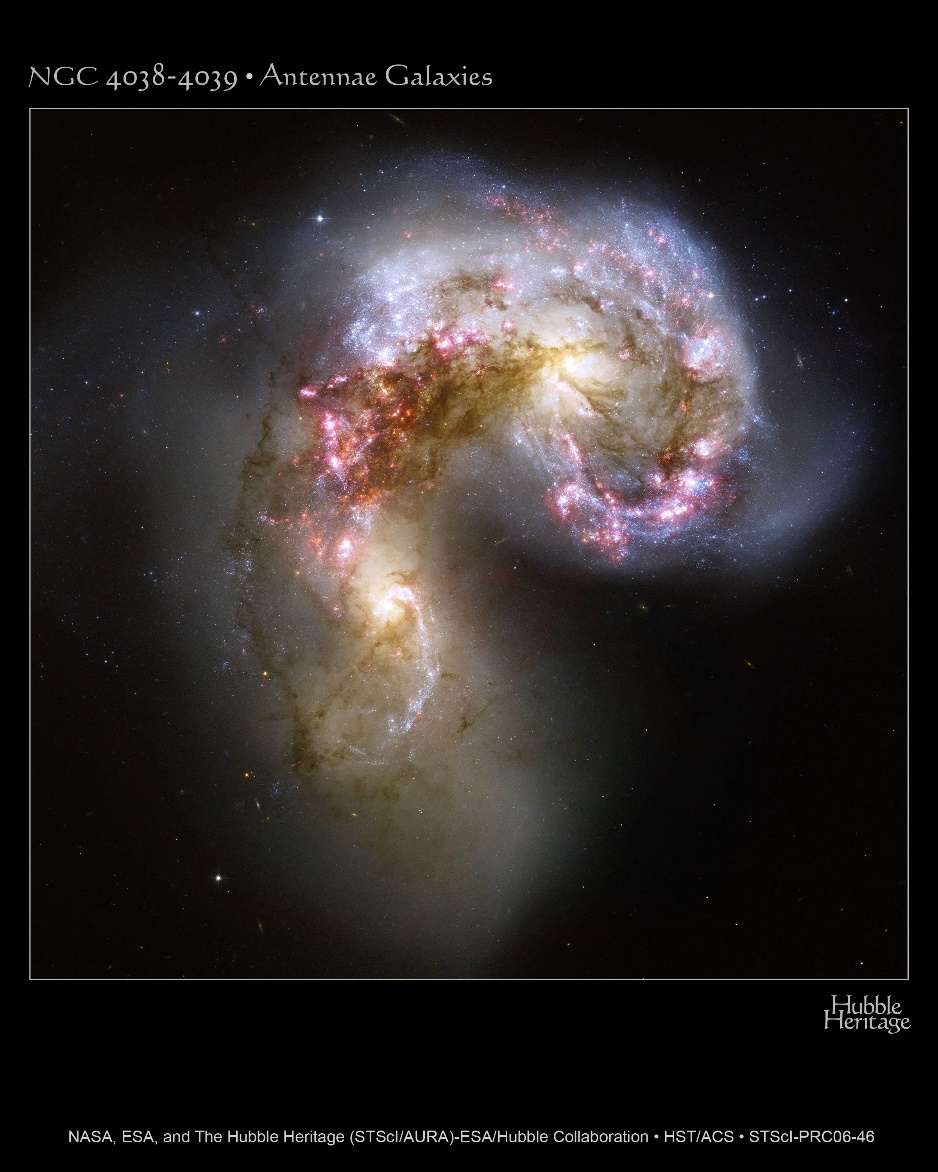 NGC 4038-4039 • Antennae Galaxies
Hubble
Heritage
NASA, ESA, and The Hubble Heritage (STScI/AURA)-ESA/Hubble Collaboration • HST/ACS • STScI-PRC06-46